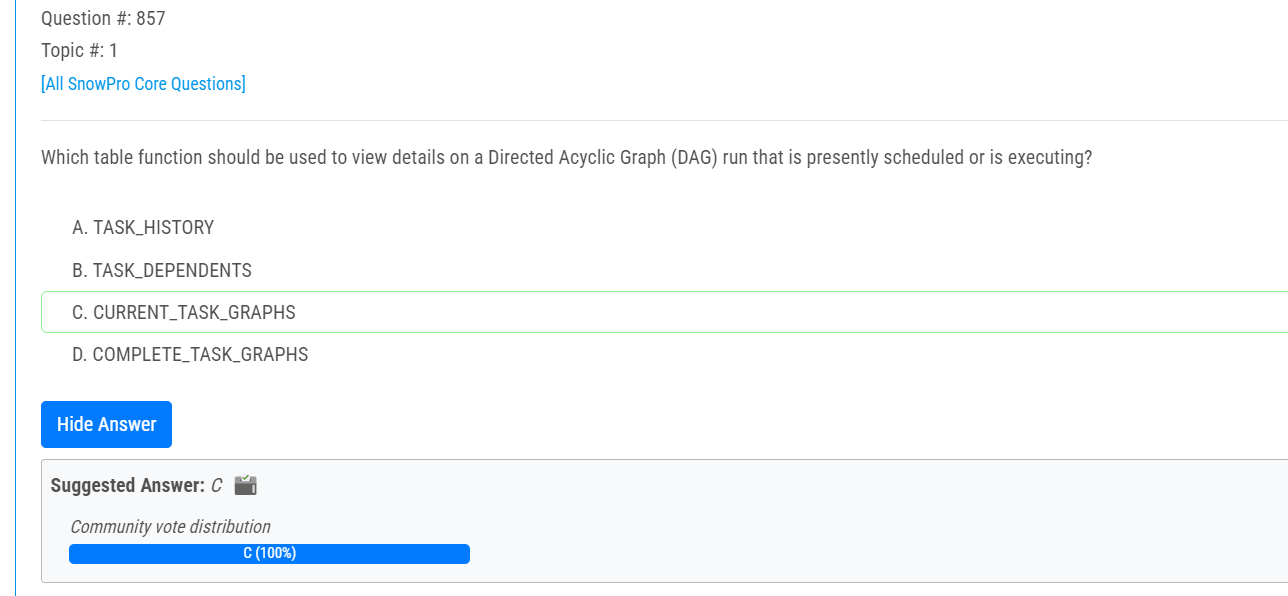 Question #: 857
Topic #: 1
[All SnowPro Core Questions]
Which table function should be used to view details on a Directed Acyclic Graph (DAG) run that is presently scheduled or is executing?
A. TASK_HISTORY
B. TASK_DEPENDENTS
C. CURRENT_TASK_GRAPHS
D. COMPLETE_TASK_GRAPHS
Hide Answer
Suggested Answer: C
Community vote distribution
C (100%)